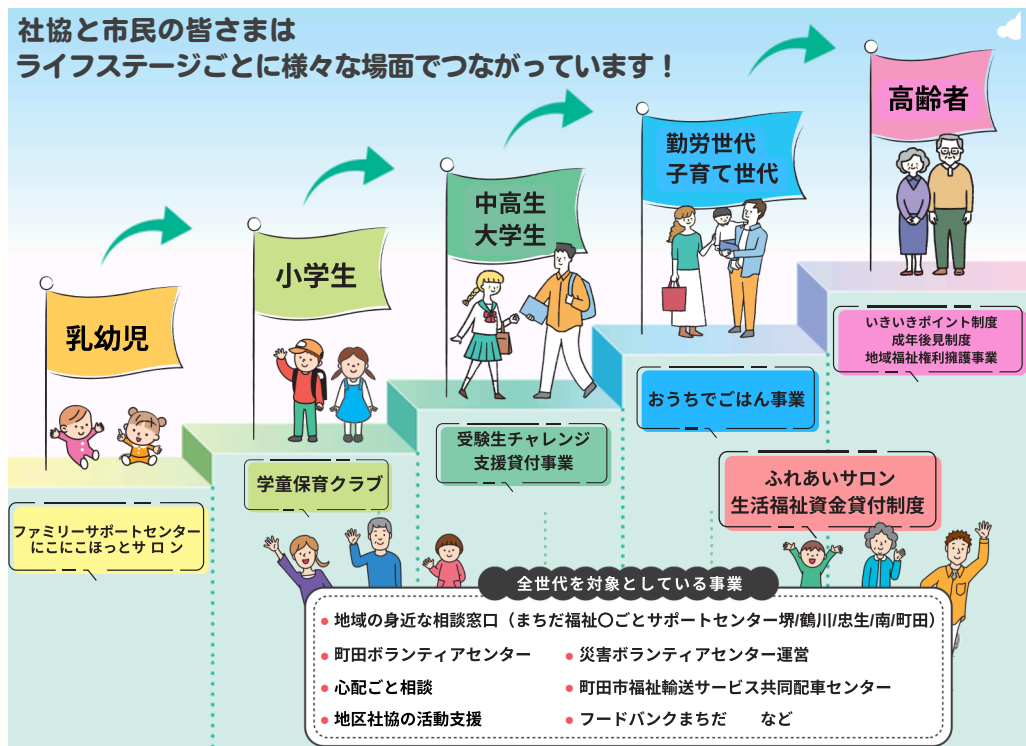 社協と市民の皆さまは
ライフステージごとに様々な場面でつながっています！
乳幼児
小学生
中高生
大学生
勤労世代
子育て世代
高齢者
ファミリーサポートセンター
にこにこほっとサロン
学童保育クラブ
受験生チャレンジ
支援貸付事業
おうちでごはん事業
いきいきポイント制度
成年後見制度
地域福祉権利擁護事業
ふれあいサロン
生活福祉資金貸付制度
全世代を対象としている事業
● 地域の身近な相談窓口（まちだ福祉〇ごとサポートセンター堺/鶴川/忠生/南/町田）
● 町田ボランティアセンター
● 災害ボランティアセンター運営
● 心配ごと相談
● 町田市福祉輸送サービス共同配車センター
● 地区社協の活動支援
● フードバンクまちだ　　など